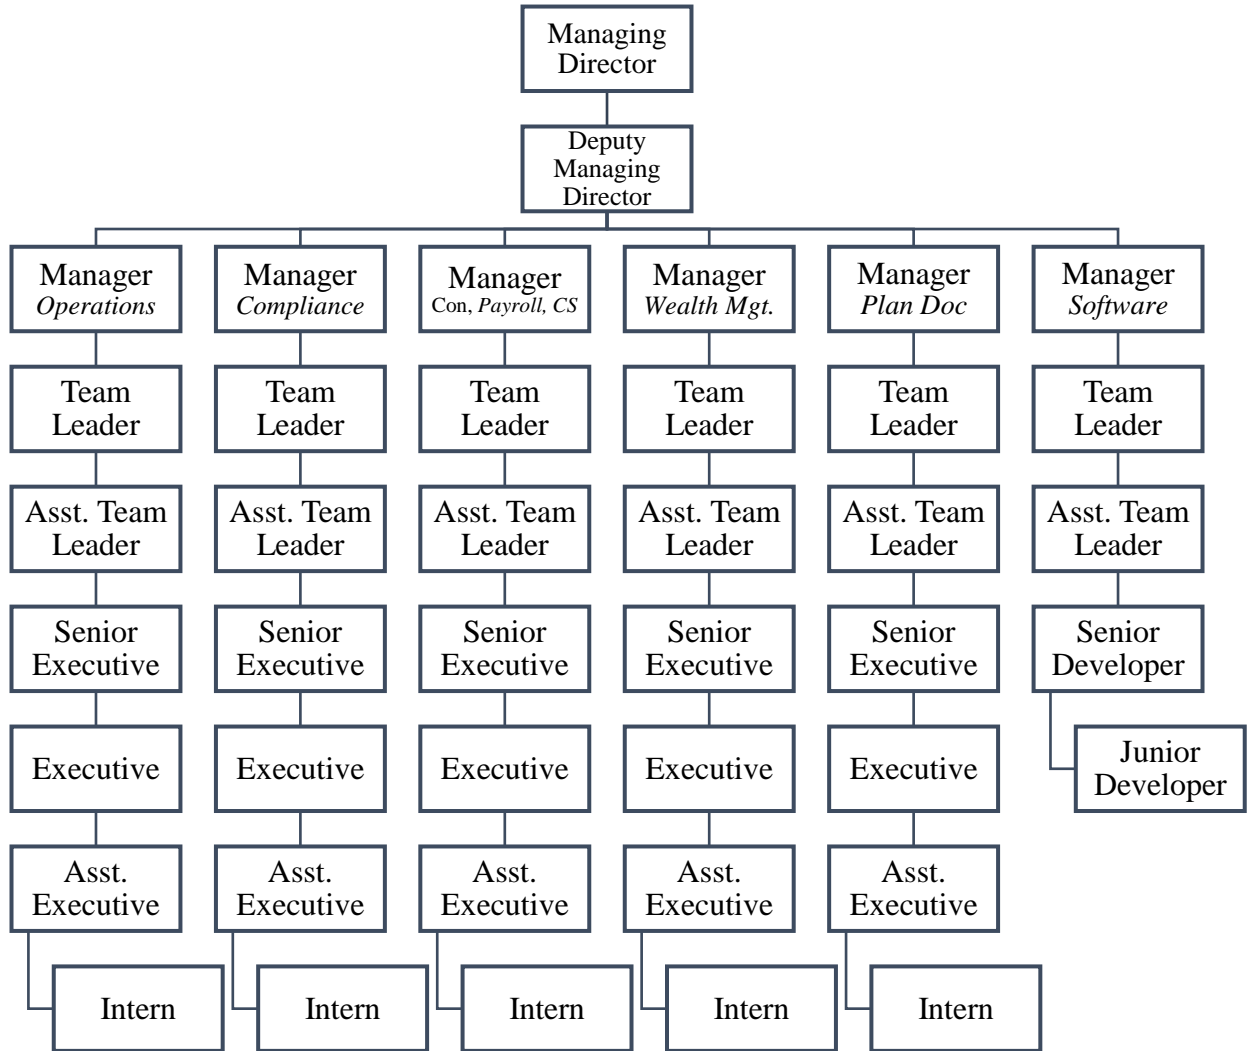 Managing
Director
Deputy
Managing
Director
Manager
Operations
Manager
Compliance
Manager
Con, Payroll, CS
Manager
Wealth Mgt.
Manager
Plan Doc
Manager
Software
Team
Leader
Team
Leader
Team
Leader
Team
Leader
Team
Leader
Team
Leader
Asst. Team
Leader
Asst. Team
Leader
Asst. Team
Leader
Asst. Team
Leader
Asst. Team
Leader
Asst. Team
Leader
Senior
Executive
Senior
Executive
Senior
Executive
Senior
Executive
Senior
Executive
Senior
Developer
Executive
Executive
Executive
Executive
Executive
Junior
Developer
Asst.
Executive
Asst.
Executive
Asst.
Executive
Asst.
Executive
Asst.
Executive
Intern
Intern
Intern
Intern
Intern